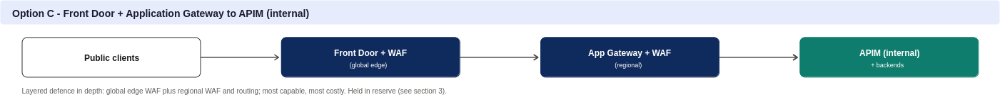 Option C - Front Door + Application Gateway to APIM (internal)
Public clients
Front Door + WAF
(global edge)
App Gateway + WAF
(regional)
APIM (internal)
+ backends
Layered defence in depth: global edge WAF plus regional WAF and routing; most capable, most costly. Held in reserve (see section 3).